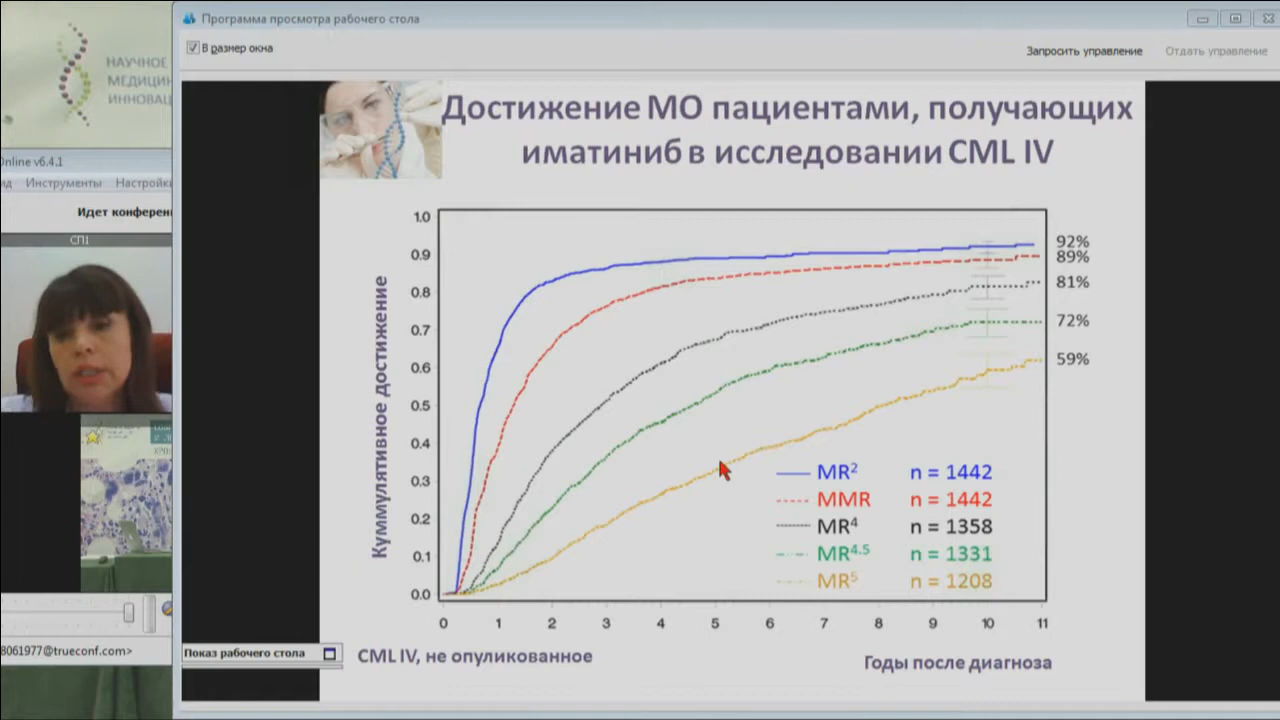 Программа просмотра рабочего стола
В размер окна
Запросить управление
Отдать управление
НАУЧНОЕ
МЕДИЦИН
ИННОВАЦ
Online v6.4.1
яд Инструменты Настройки
Идет конферен
СП1
8061977@trueconf.com>
Показ рабочего стола
Достижение МО пациентами, получающих
иматиниб в исследовании CML IV
Куммулятивное достижение
1.0
0.9
0.8
0.7
0.6
0.5
0.4
0.3
0.2
0.1
0.0
92%
89%
81%
72%
59%
MR2 n = 1442
MMR n = 1442
MR4 n = 1358
MR4.5 n = 1331
MR5 n = 1208
0 1 2 3 4 5 6 7 8 9 10 11
CML IV, не опуликованное
Годы после диагноза